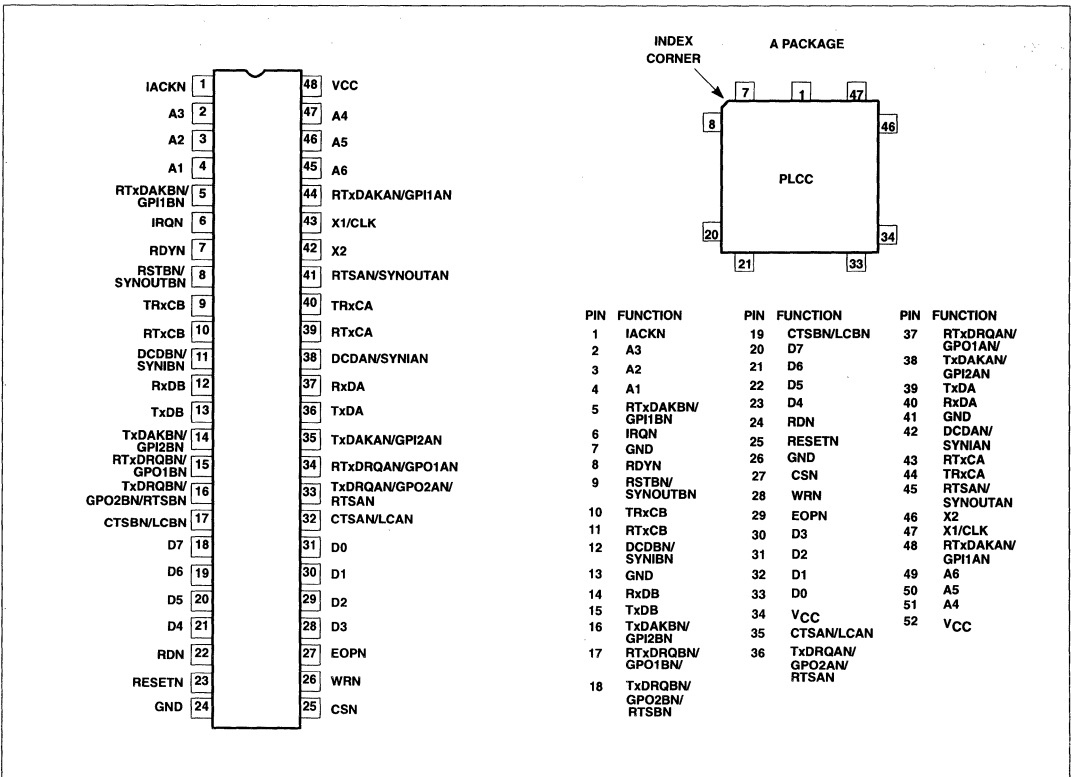 IACKN 1
A3 2
A2 3
A1 4
RTxDAKBN/
GPI1BN 5
IRQN 6
RDYN 7
RSTBN/
SYNOUTBN 8
TRxCB 9
RTxCB 10
DCDBN/
SYNIBN 11
RxDB 12
TxDB 13
TxDAKBN/
GPI2BN 14
RTxDRQBN/
GPO1BN 15
TxDRQBN/
GPO2BN/RTSBN 16
CTSBN/LCBN 17
D7 18
D6 19
D5 20
D4 21
RDN 22
RESETN 23
GND 24
48 VCC
47 A4
46 A5
45 A6
44 RTxDAKAN/GPI1AN
43 X1/CLK
42 X2
41 RTSAN/SYNOUTAN
40 TRxCA
39 RTxCA
38 DCDAN/SYNIAN
37 RxDA
36 TxDA
35 TxDAKAN/GPI2AN
34 RTxDRQAN/GPO1AN
33 TxDRQAN/GPO2AN/
RTSAN
32 CTSAN/LCAN
31 D0
30 D1
29 D2
28 D3
27 EOPN
26 WRN
25 CSN
INDEX
CORNER
A PACKAGE
7 1 47
8 46
PLCC
20 34
21 33
PIN FUNCTION
1 IACKN
2 A3
3 A2
4 A1
5 RTxDAKBN/
GPI1BN
6 IRQN
7 GND
8 RDYN
9 RSTBN/
SYNOUTBN
10 TRxCB
11 RTxCB
12 DCDBN/
SYNIBN
13 GND
14 RxDB
15 TxDB
16 TxDAKBN/
GPI2BN
17 RTxDRQBN/
GPO1BN/
18 TxDRQBN/
GPO2BN/
RTSBN
PIN FUNCTION
19 CTSBN/LCBN
20 D7
21 D6
22 D5
23 D4
24 RDN
25 RESETN
26 GND
27 CSN
28 WRN
29 EOPN
30 D3
31 D2
32 D1
33 D0
34 VCC
35 CTSAN/LCAN
36 TxDRQAN/
GPO2AN/
RTSAN
PIN FUNCTION
37 RTxDRQAN/
GPO1AN/
38 TxDAKAN/
GPI2AN
39 TxDA
40 RxDA
41 GND
42 DCDAN/
SYNIAN
43 RTxCA
44 TRxCA
45 RTSAN/
SYNOUTAN
46 X2
47 X1/CLK
48 RTxDAKAN/
GPI1AN
49 A6
50 A5
51 A4
52 VCC